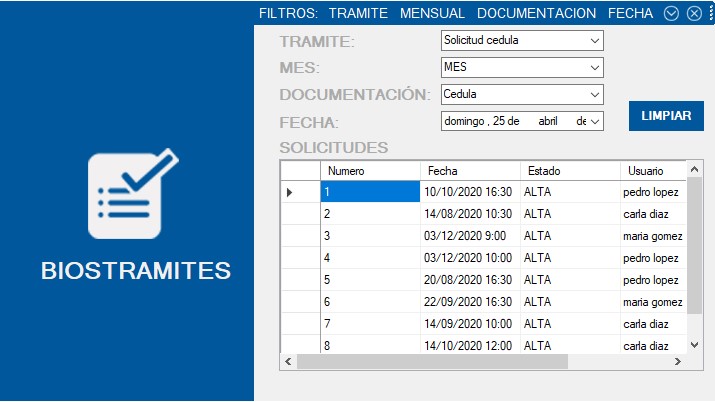 FILTROS: TRAMITE MENSUAL DOCUMENTACION FECHA
TRAMITE: Solicitud cedula
MES: MES
DOCUMENTACIÓN: Cedula
FECHA: domingo , 25 de abril de
LIMPIAR
SOLICITUDES
Numero Fecha Estado Usuario
1 10/10/2020 16:30 ALTA pedro lopez
2 14/08/2020 10:30 ALTA carla diaz
3 03/12/2020 9:00 ALTA maria gomez
4 03/12/2020 10:00 ALTA pedro lopez
5 20/08/2020 16:30 ALTA pedro lopez
6 22/09/2020 16:30 ALTA maria gomez
7 14/09/2020 10:00 ALTA carla diaz
8 14/10/2020 12:00 ALTA carla diaz
BIOSTRAMITES